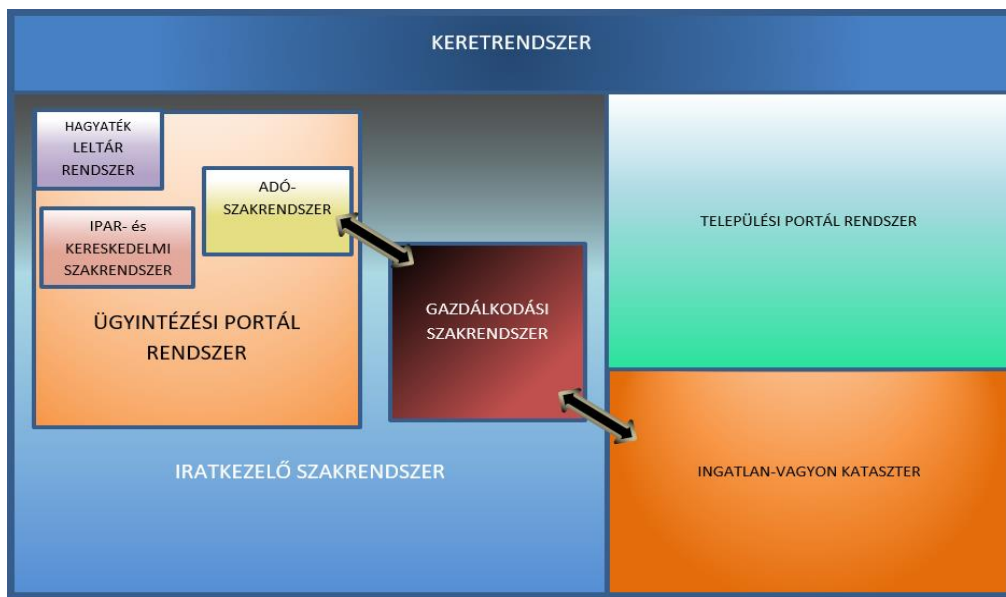 KERETRENDSZER
HAGYATÉK
LELTÁR
RENDSZER
ADÓ-
SZAKRENDSZER
IPAR- és
KERESKEDELMI
SZAKRENDSZER
ÜGYINTÉZÉSI PORTÁL
RENDSZER
GAZDÁLKODÁSI
SZAKRENDSZER
IRATKEZELŐ SZAKRENDSZER
TELEPÜLÉSI PORTÁL RENDSZER
INGATLAN-VAGYON KATASZTER